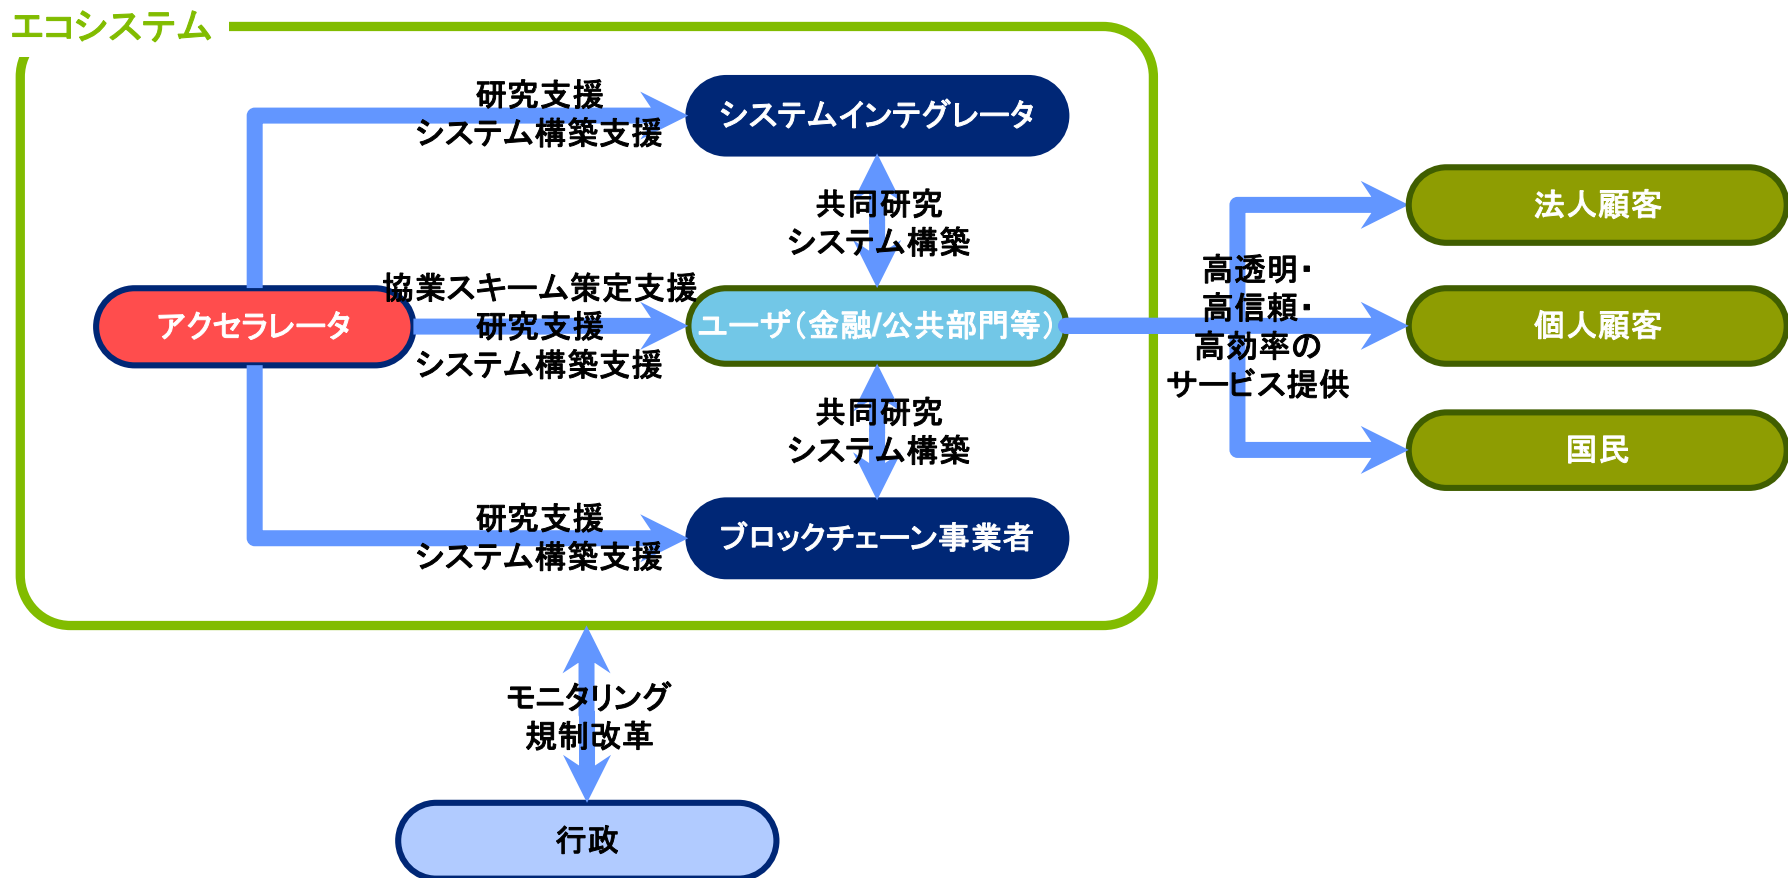 エコシステム
研究支援
システム構築支援
システムインテグレータ
共同研究
システム構築
アクセラレータ
協業スキーム策定支援
研究支援
システム構築支援
ユーザ（金融/公共部門等）
共同研究
システム構築
研究支援
システム構築支援
ブロックチェーン事業者
高透明・
高信頼・
高効率の
サービス提供
法人顧客
個人顧客
国民
モニタリング
規制改革
行政